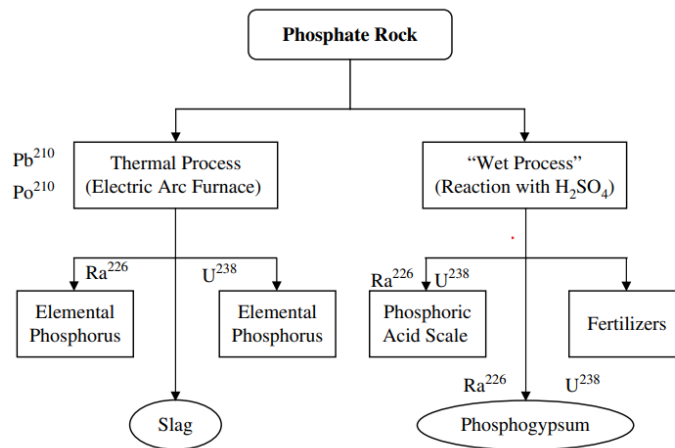 Phosphate Rock
Pb²¹⁰
Po²¹⁰
Thermal Process
(Electric Arc Furnace)
“Wet Process”
(Reaction with H₂SO₄)
Ra²²⁶
U²³⁸
Ra²²⁶
U²³⁸
Elemental
Phosphorus
Elemental
Phosphorus
Phosphoric
Acid Scale
Fertilizers
Ra²²⁶
U²³⁸
Slag
Phosphogypsum